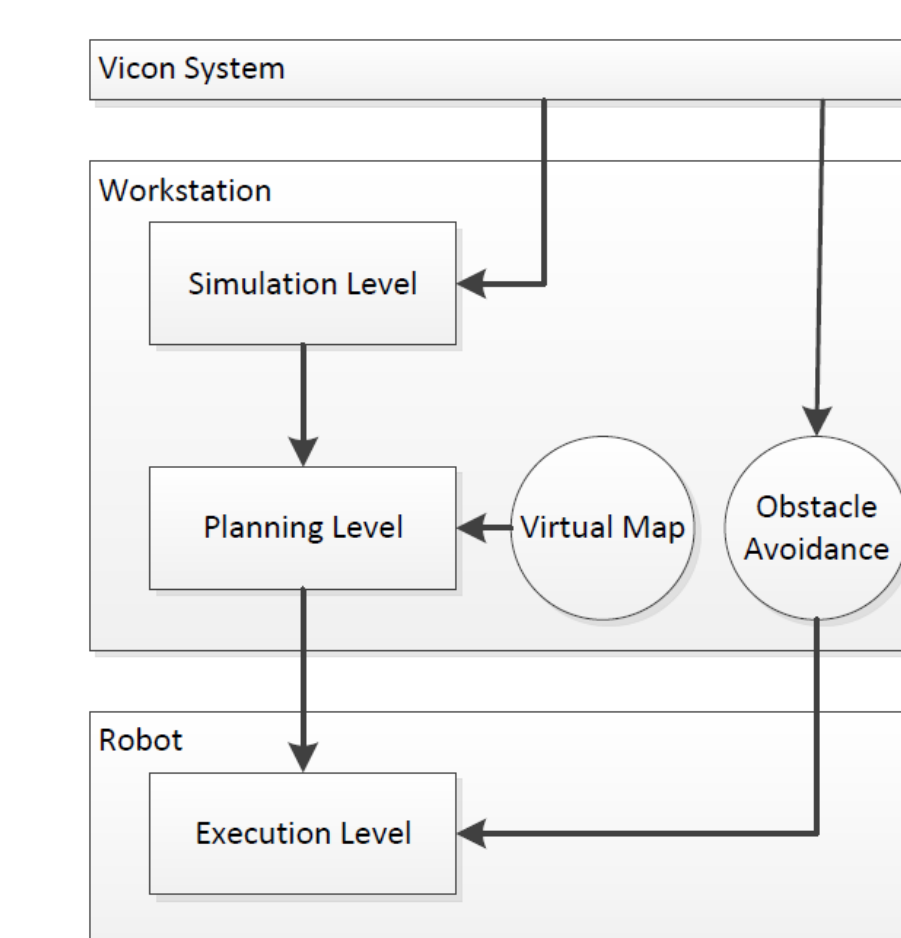 Vicon System
Workstation
Simulation Level
Planning Level
Virtual Map
Obstacle
Avoidance
Robot
Execution Level